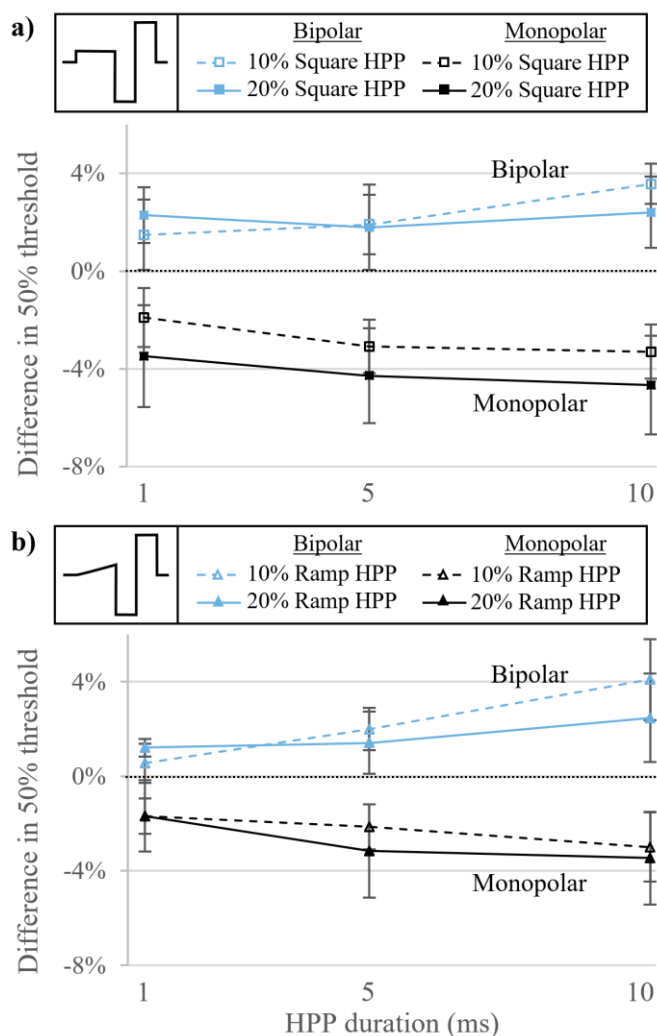 a)
Bipolar Monopolar
10% Square HPP 10% Square HPP
20% Square HPP 20% Square HPP
Difference in 50% threshold
4%
0%
-4%
-8%
Bipolar
Monopolar
1 5 10
b)
Bipolar Monopolar
10% Ramp HPP 10% Ramp HPP
20% Ramp HPP 20% Ramp HPP
Difference in 50% threshold
4%
0%
-4%
-8%
Bipolar
Monopolar
1 5 10
HPP duration (ms)